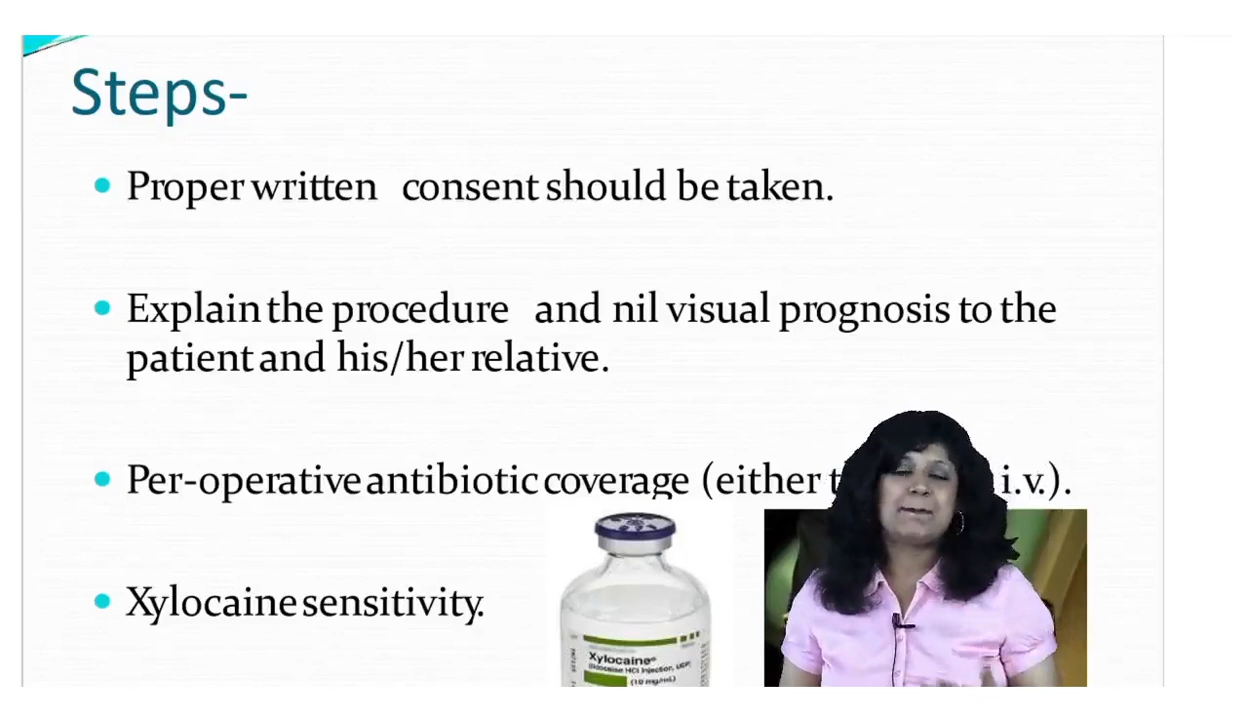 Steps-
Proper written consent should be taken.
Explain the procedure and nil visual prognosis to the
patient and his/her relative.
Per-operative antibiotic coverage (either i.v.).
Xylocaine sensitivity.
Xylocaine®
(10 mg/mL)